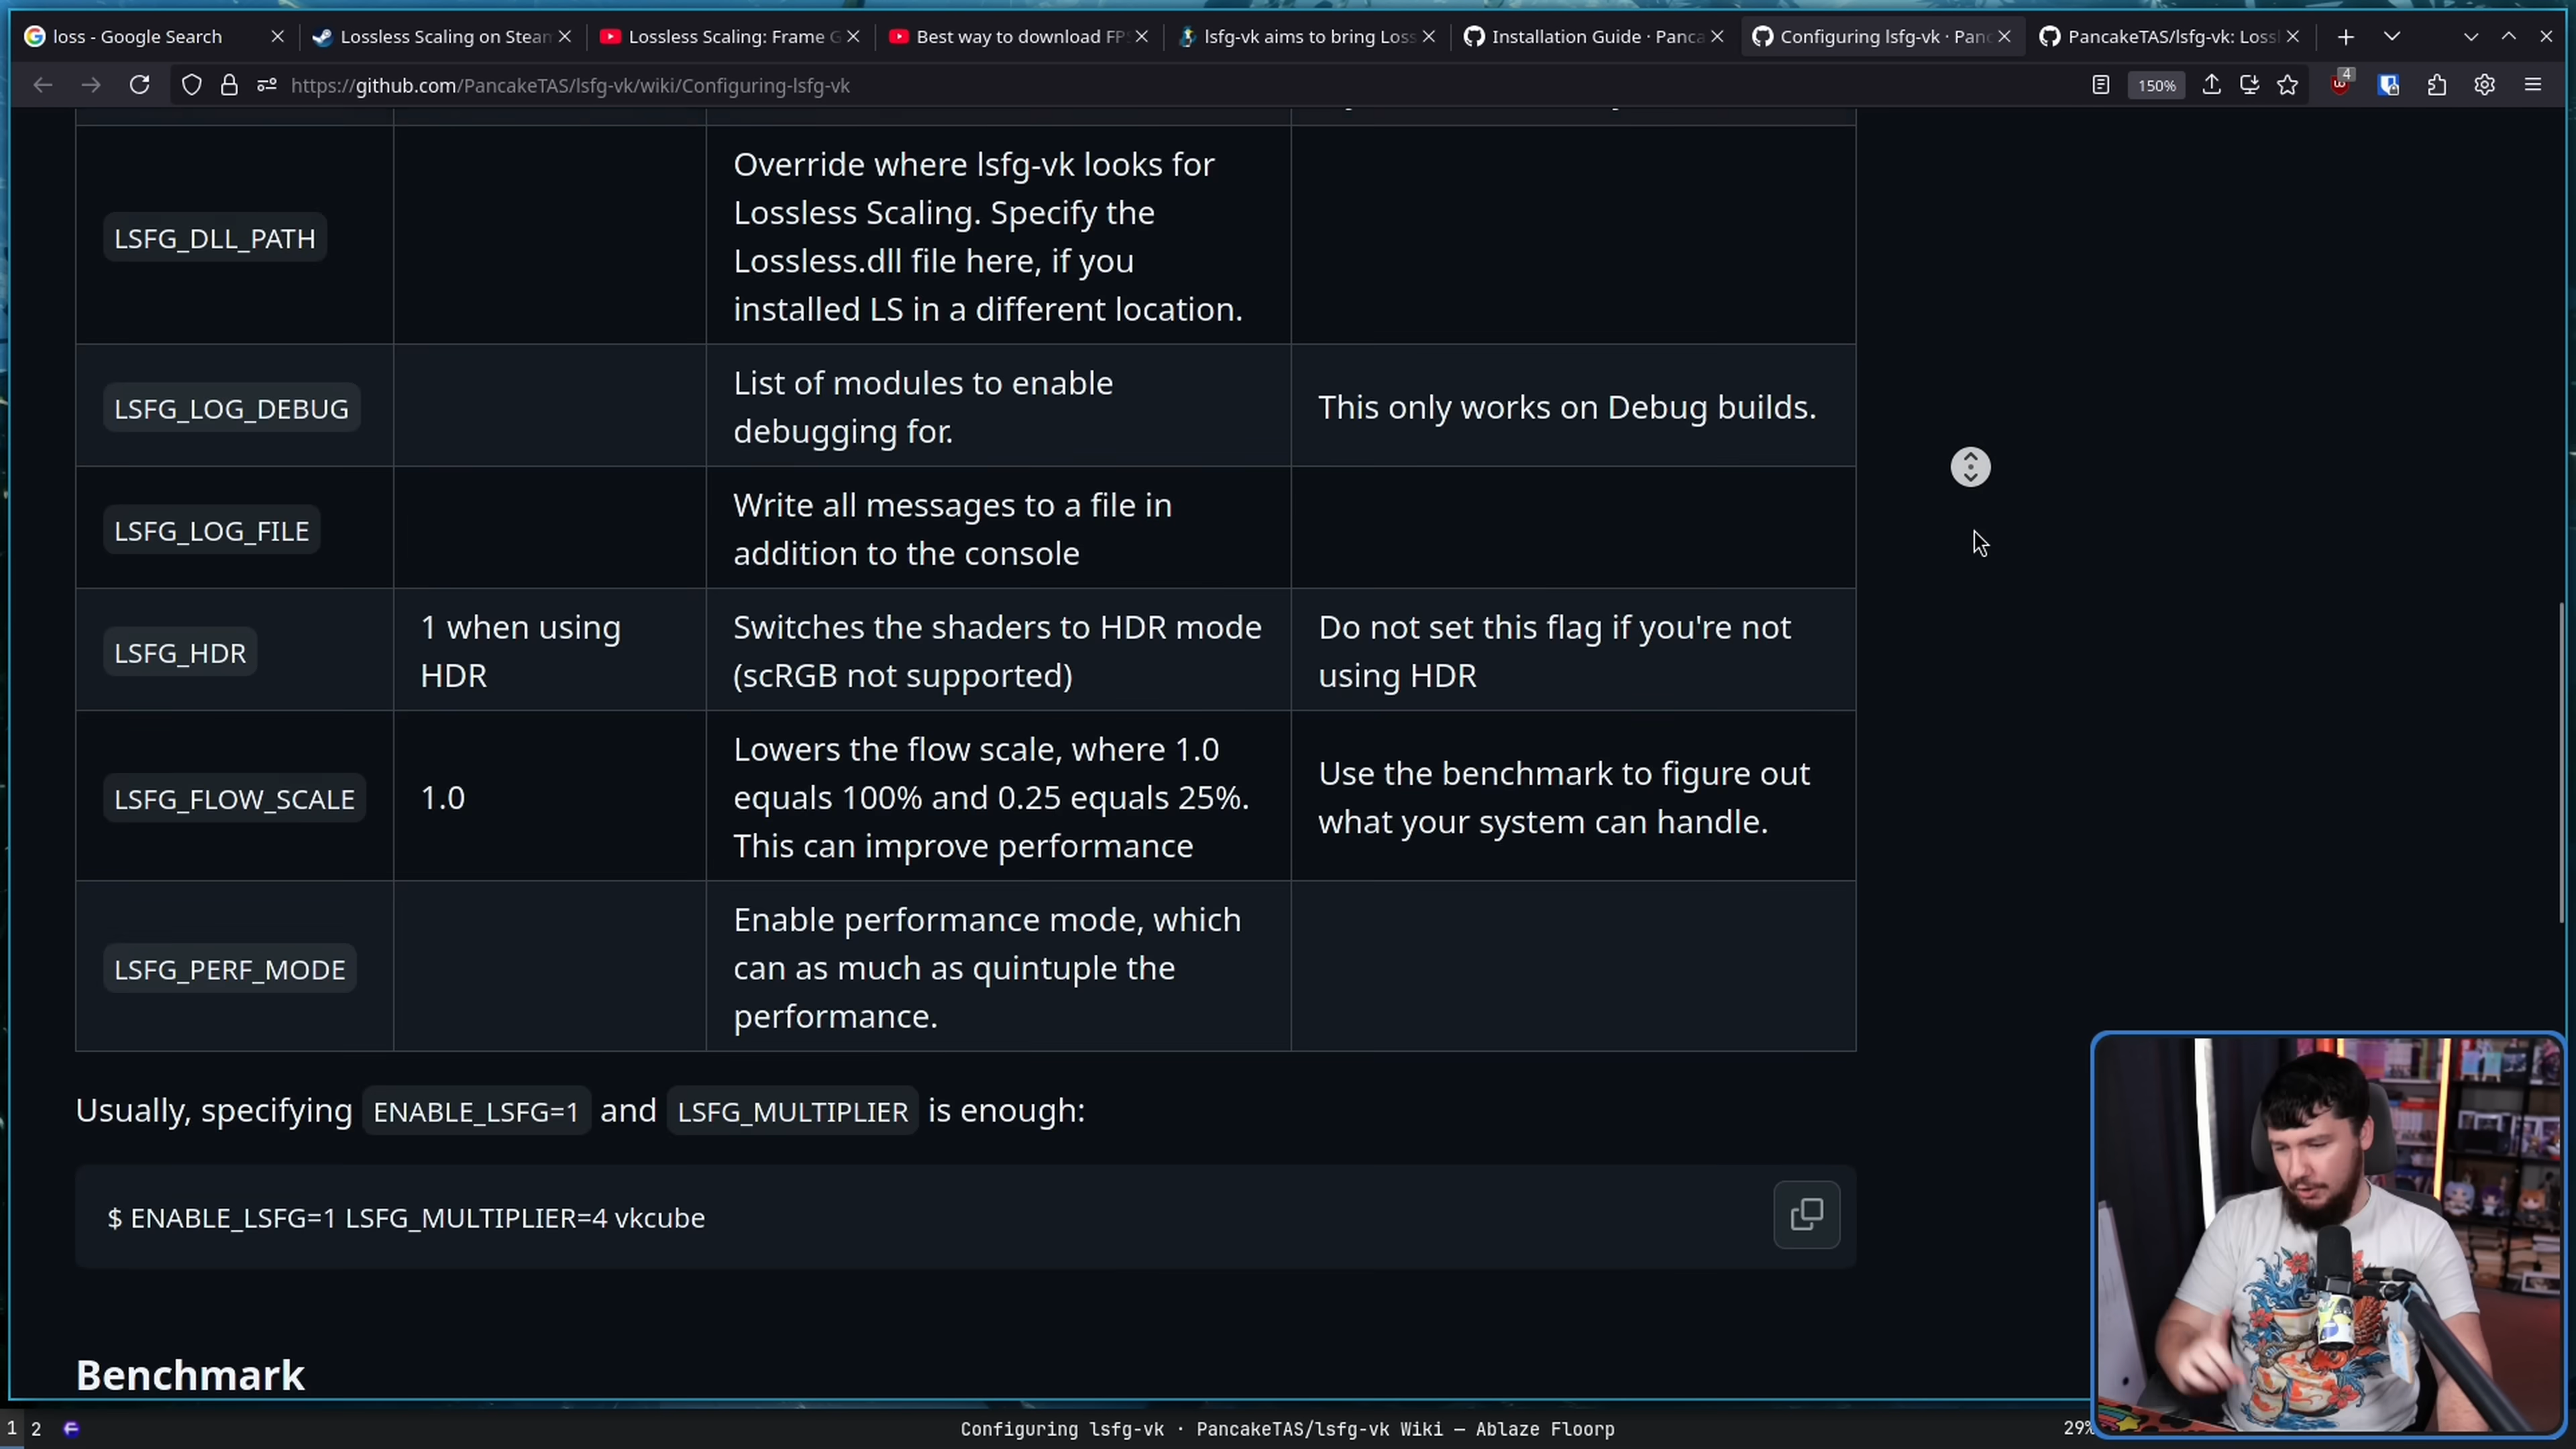 loss - Google Search
Lossless Scaling on Steam
Lossless Scaling: Frame G
Best way to download FPS
lsfg-vk aims to bring Loss
Installation Guide · Panca
Configuring lsfg-vk · Panc
PancakeTAS/lsfg-vk: Lossl
https://github.com/PancakeTAS/lsfg-vk/wiki/Configuring-lsfg-vk
150%
4
LSFG_DLL_PATH
Override where lsfg-vk looks for
Lossless Scaling. Specify the
Lossless.dll file here, if you
installed LS in a different location.
LSFG_LOG_DEBUG
List of modules to enable
debugging for.
This only works on Debug builds.
LSFG_LOG_FILE
Write all messages to a file in
addition to the console
LSFG_HDR
1 when using
HDR
Switches the shaders to HDR mode
(scRGB not supported)
Do not set this flag if you're not
using HDR
LSFG_FLOW_SCALE
1.0
Lowers the flow scale, where 1.0
equals 100% and 0.25 equals 25%.
This can improve performance
Use the benchmark to figure out
what your system can handle.
LSFG_PERF_MODE
Enable performance mode, which
can as much as quintuple the
performance.
Usually, specifying ENABLE_LSFG=1 and LSFG_MULTIPLIER is enough:
$ ENABLE_LSFG=1 LSFG_MULTIPLIER=4 vkcube
Benchmark
1 2
Configuring lsfg-vk · PancakeTAS/lsfg-vk Wiki — Ablaze Floorp
29%